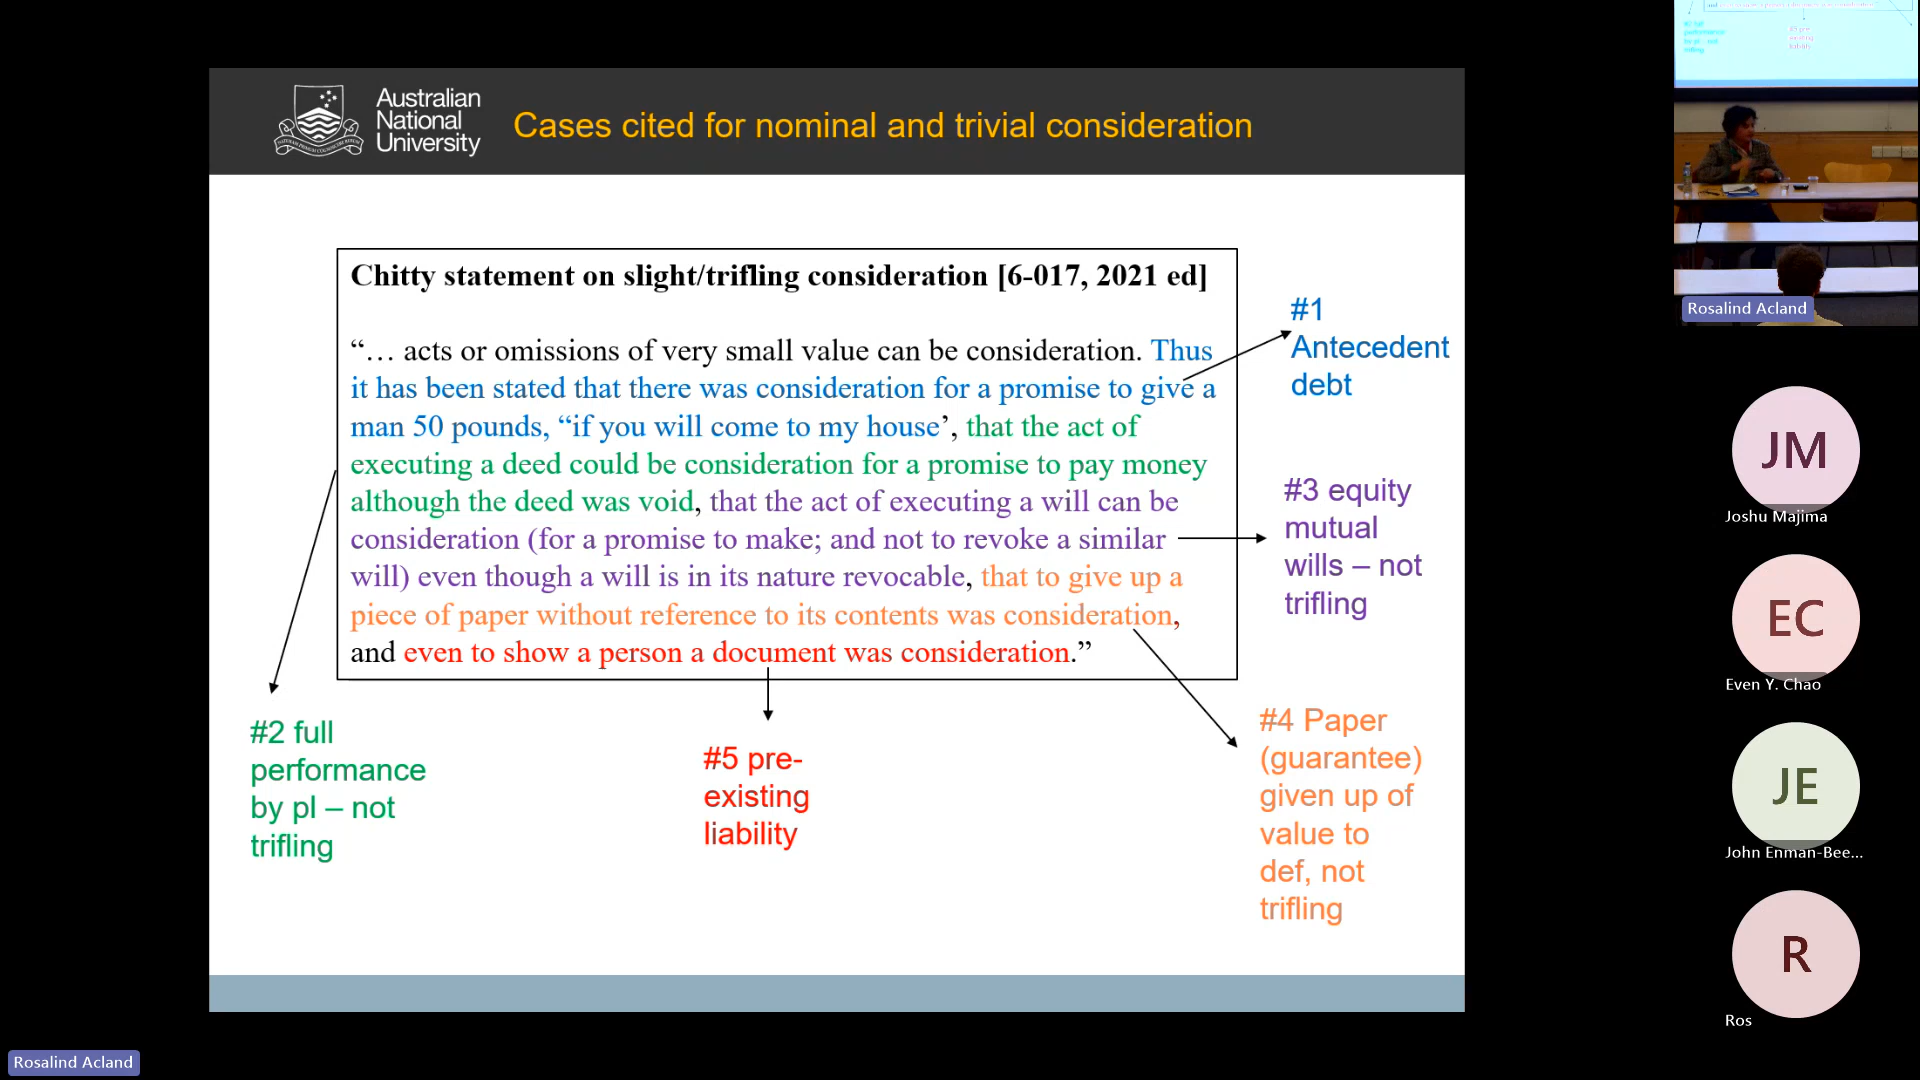 Australian
National
University
Cases cited for nominal and trivial consideration
Chitty statement on slight/trifling consideration [6-017, 2021 ed]
“… acts or omissions of very small value can be consideration. Thus
it has been stated that there was consideration for a promise to give a
man 50 pounds, “if you will come to my house’, that the act of
executing a deed could be consideration for a promise to pay money
although the deed was void, that the act of executing a will can be
consideration (for a promise to make; and not to revoke a similar
will) even though a will is in its nature revocable, that to give up a
piece of paper without reference to its contents was consideration,
and even to show a person a document was consideration.”
#1
Antecedent
debt
#3 equity
mutual
wills – not
trifling
#2 full
performance
by pl – not
trifling
#5 pre-
existing
liability
#4 Paper
(guarantee)
given up of
value to
def, not
trifling
Rosalind Acland
JM
Joshu Majima
EC
Even Y. Chao
JE
John Enman-Bee...
R
Ros
Rosalind Acland